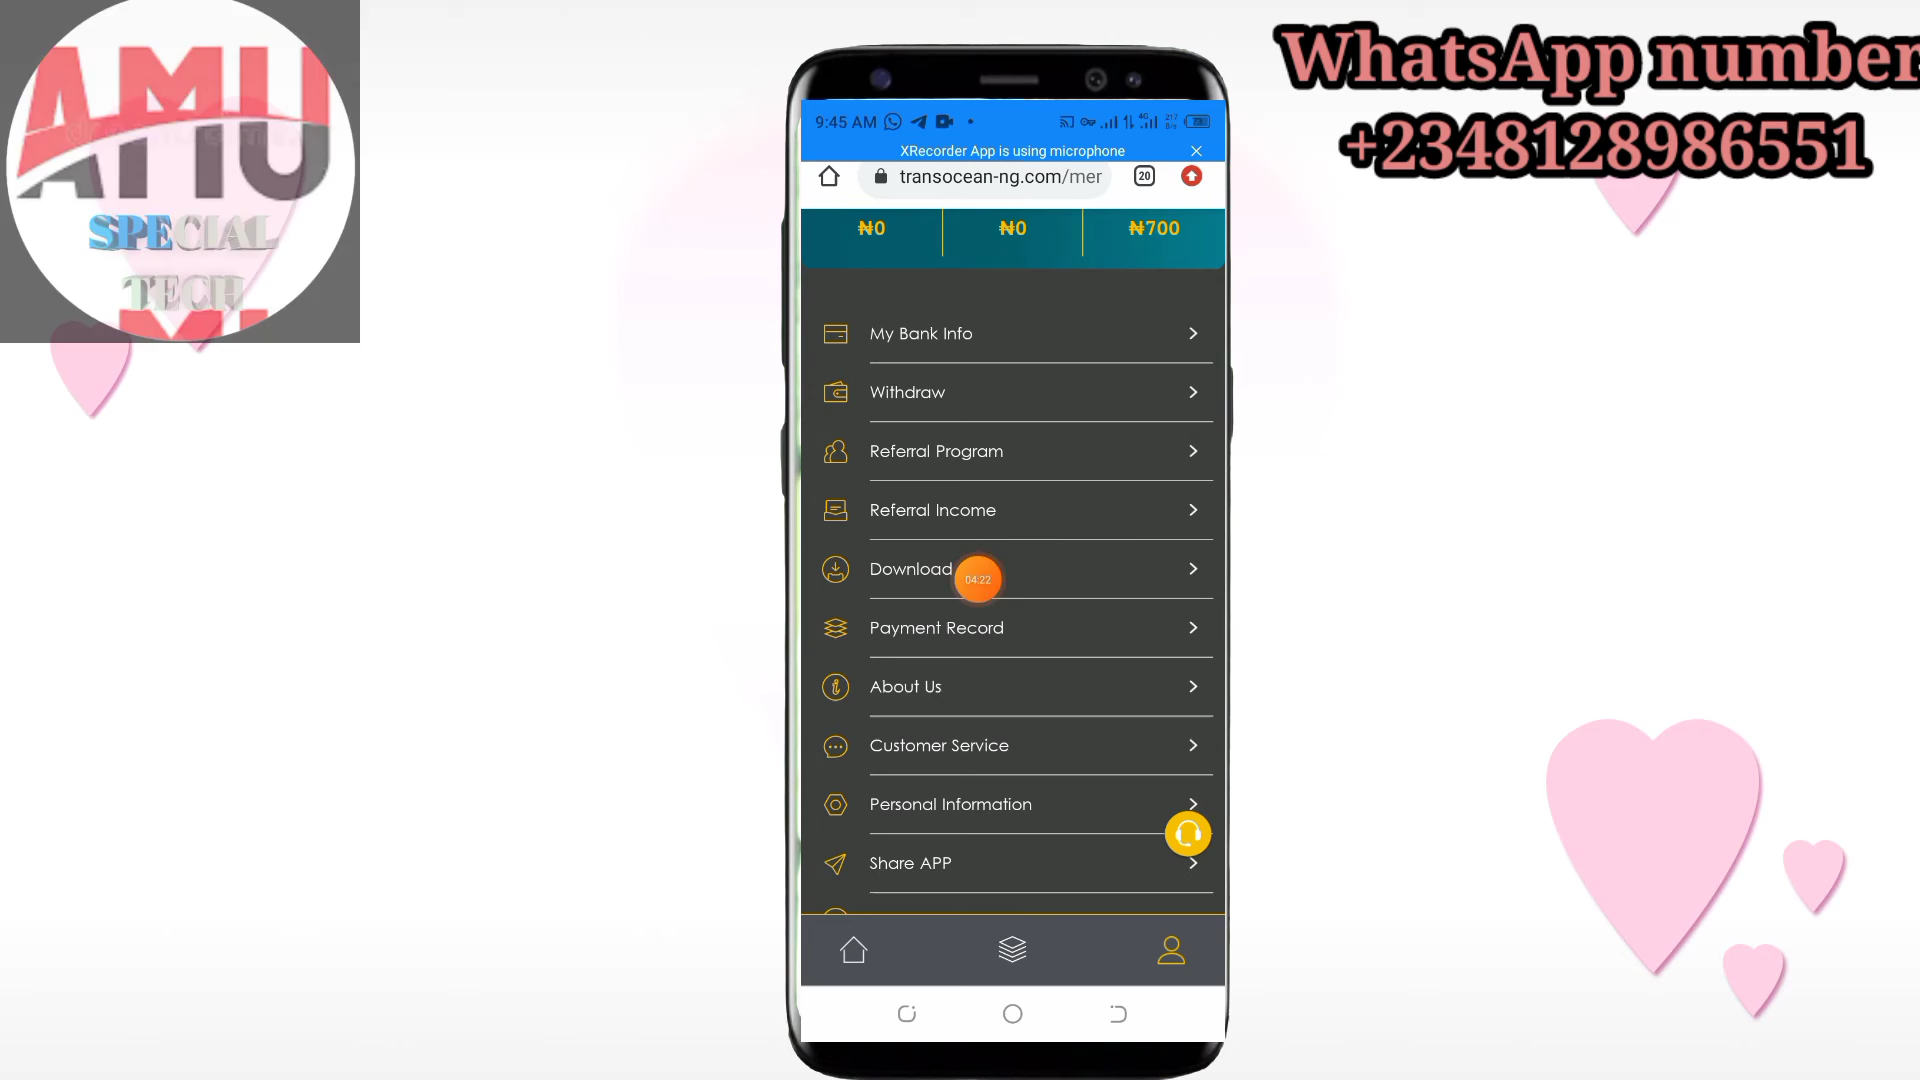 AMU
SPECIAL
TECH
WhatsApp number
+2348128986551
9:45 AM
4G
217
B/s
XRecorder App is using microphone
transocean-ng.com/mer
20
₦0
₦0
₦700
My Bank Info
Withdraw
Referral Program
Referral Income
Download
04:22
Payment Record
About Us
Customer Service
Personal Information
Share APP